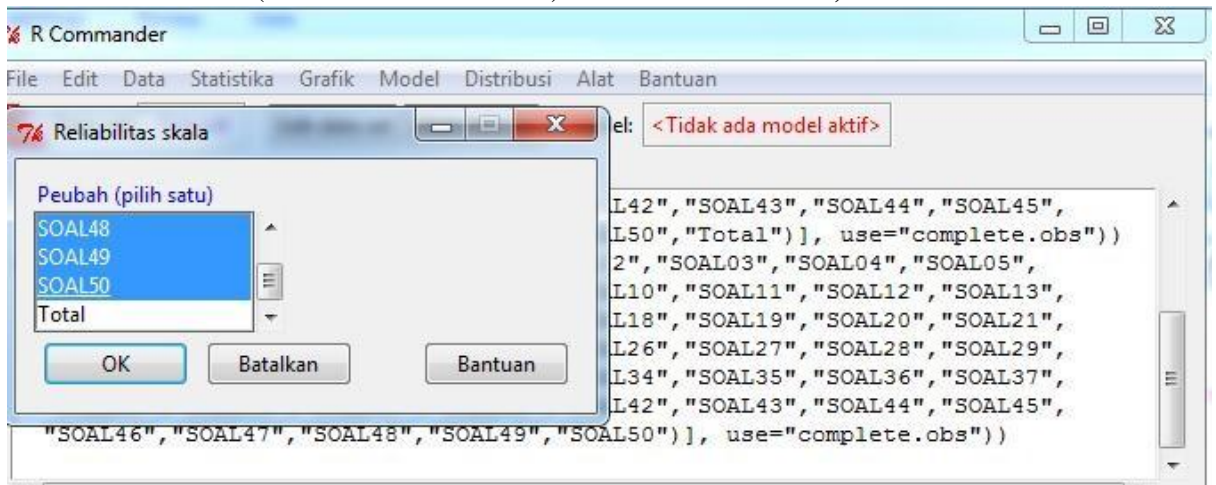 R Commander
File Edit Data Statistika Grafik Model Distribusi Alat Bantuan
Reliabilitas skala
el: <Tidak ada model aktif>
Peubah (pilih satu)
SOAL48
SOAL49
SOAL50
Total
OK Batalkan Bantuan
L42","SOAL43","SOAL44","SOAL45",
L50","Total")], use="complete.obs"))
2","SOAL03","SOAL04","SOAL05",
L10","SOAL11","SOAL12","SOAL13",
L18","SOAL19","SOAL20","SOAL21",
L26","SOAL27","SOAL28","SOAL29",
L34","SOAL35","SOAL36","SOAL37",
L42","SOAL43","SOAL44","SOAL45",
"SOAL46","SOAL47","SOAL48","SOAL49","SOAL50")], use="complete.obs"))